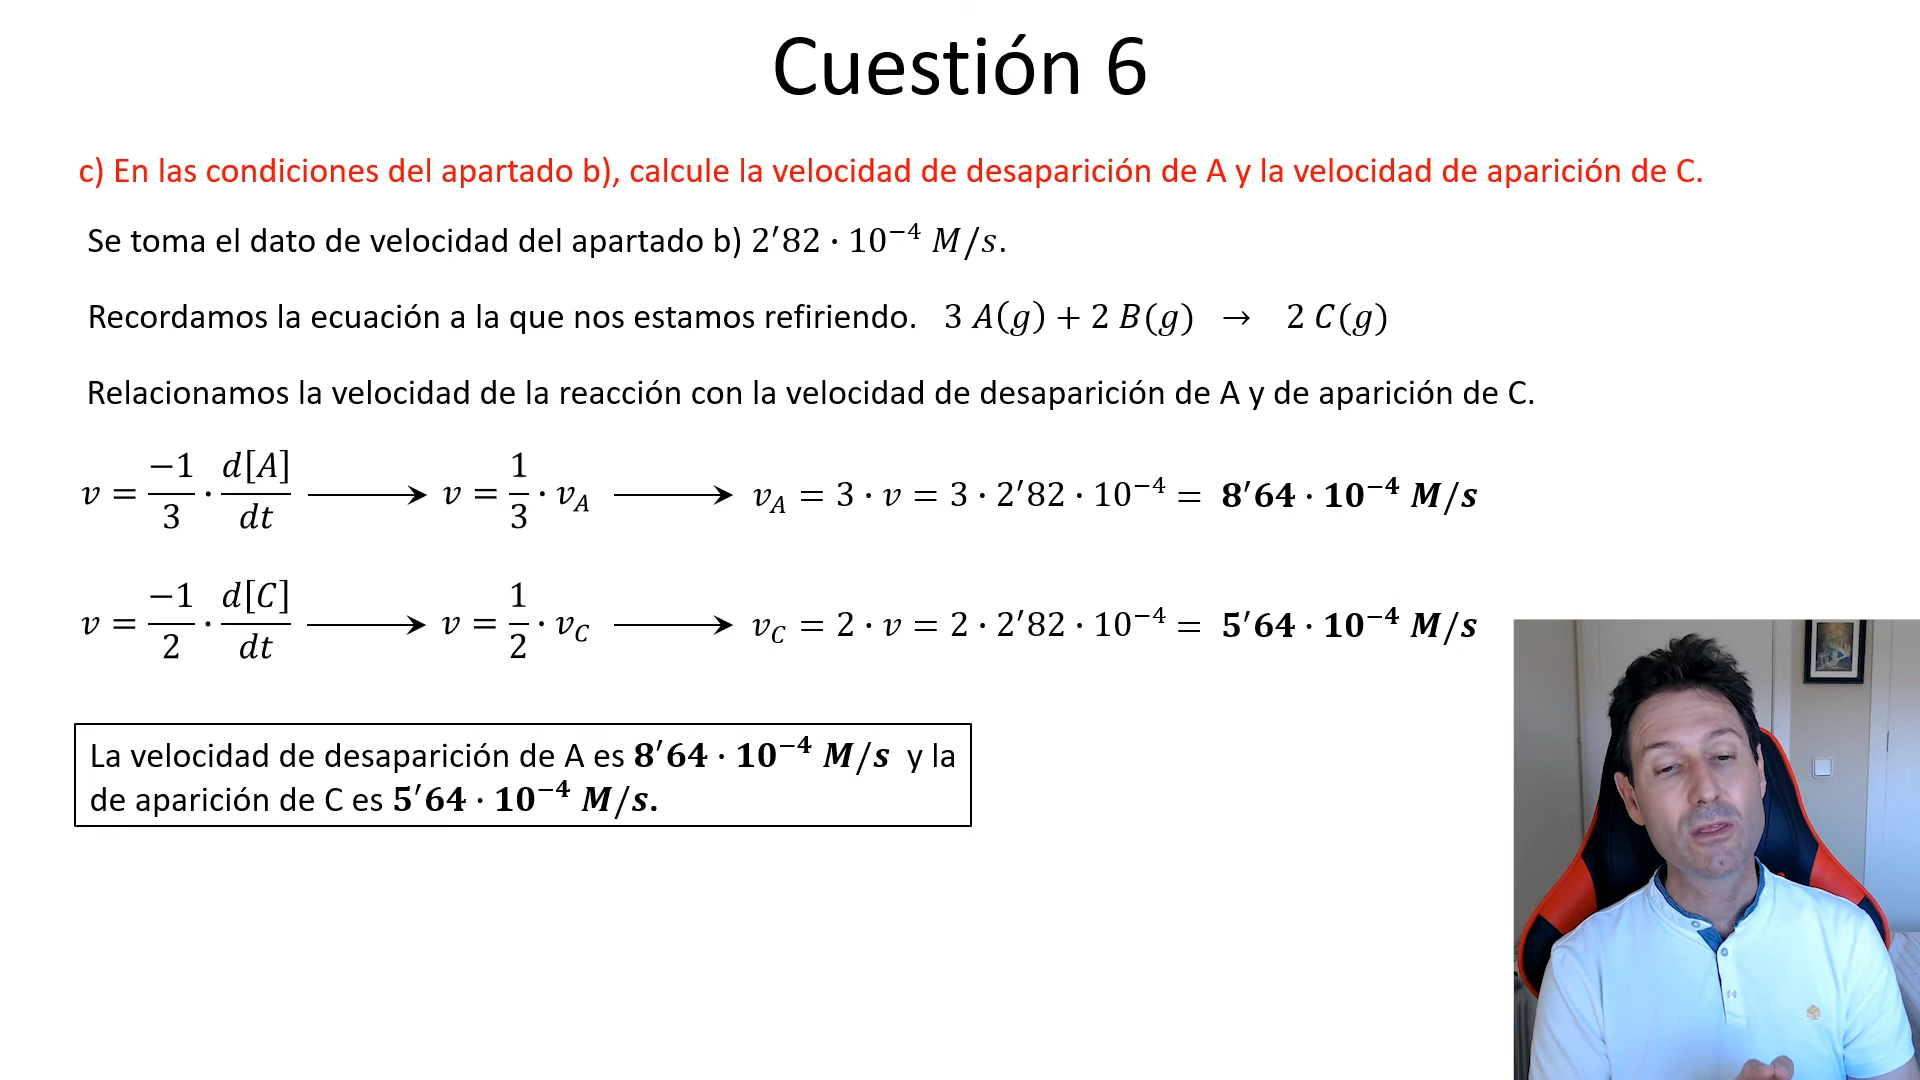 Cuestión 6
c) En las condiciones del apartado b), calcule la velocidad de desaparición de A y la velocidad de aparición de C.
Se toma el dato de velocidad del apartado b) 2′82 · 10⁻⁴ M/s.
Recordamos la ecuación a la que nos estamos refiriendo. 3 A(g) + 2 B(g) → 2 C(g)
Relacionamos la velocidad de la reacción con la velocidad de desaparición de A y de aparición de C.
v = −1/3 · d[A]/dt ⟶ v = 1/3 · v_A ⟶ v_A = 3 · v = 3 · 2′82 · 10⁻⁴ = 8′64 · 10⁻⁴ M/s
v = −1/2 · d[C]/dt ⟶ v = 1/2 · v_C ⟶ v_C = 2 · v = 2 · 2′82 · 10⁻⁴ = 5′64 · 10⁻⁴ M/s
La velocidad de desaparición de A es 8′64 · 10⁻⁴ M/s y la
de aparición de C es 5′64 · 10⁻⁴ M/s.